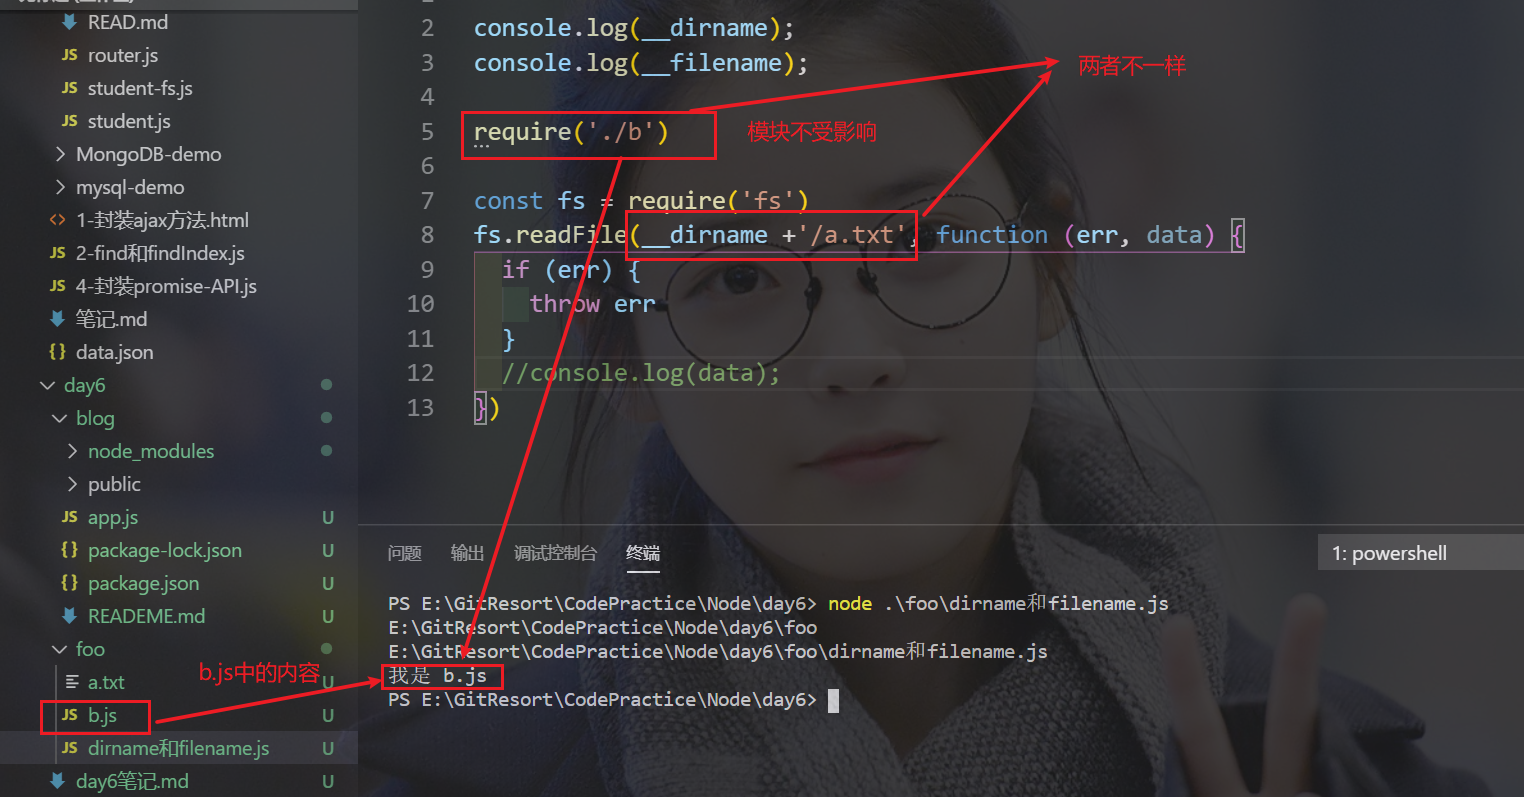 READ.md
JS router.js
JS student-fs.js
JS student.js
MongoDB-demo
mysql-demo
<> 1-封装ajax方法.html
JS 2-find和findIndex.js
JS 4-封装promise-API.js
笔记.md
{} data.json
day6
blog
node_modules
public
JS app.js U
{} package-lock.json U
{} package.json U
READEME.md U
foo
a.txt U
JS b.js U
JS dirname和filename.js U
day6笔记.md U
b.js中的内容
2 console.log(__dirname);
3 console.log(__filename);
4
5 require('./b')
6
7 const fs = require('fs')
8 fs.readFile(__dirname +'/a.txt', function (err, data) {
9 if (err) {
10 throw err
11 }
12 //console.log(data);
13 })
两者不一样
模块不受影响
问题 输出 调试控制台 终端
1: powershell
PS E:\GitResort\CodePractice\Node\day6> node .\foo\dirname和filename.js
E:\GitResort\CodePractice\Node\day6\foo
E:\GitResort\CodePractice\Node\day6\foo\dirname和filename.js
我是 b.js
PS E:\GitResort\CodePractice\Node\day6>